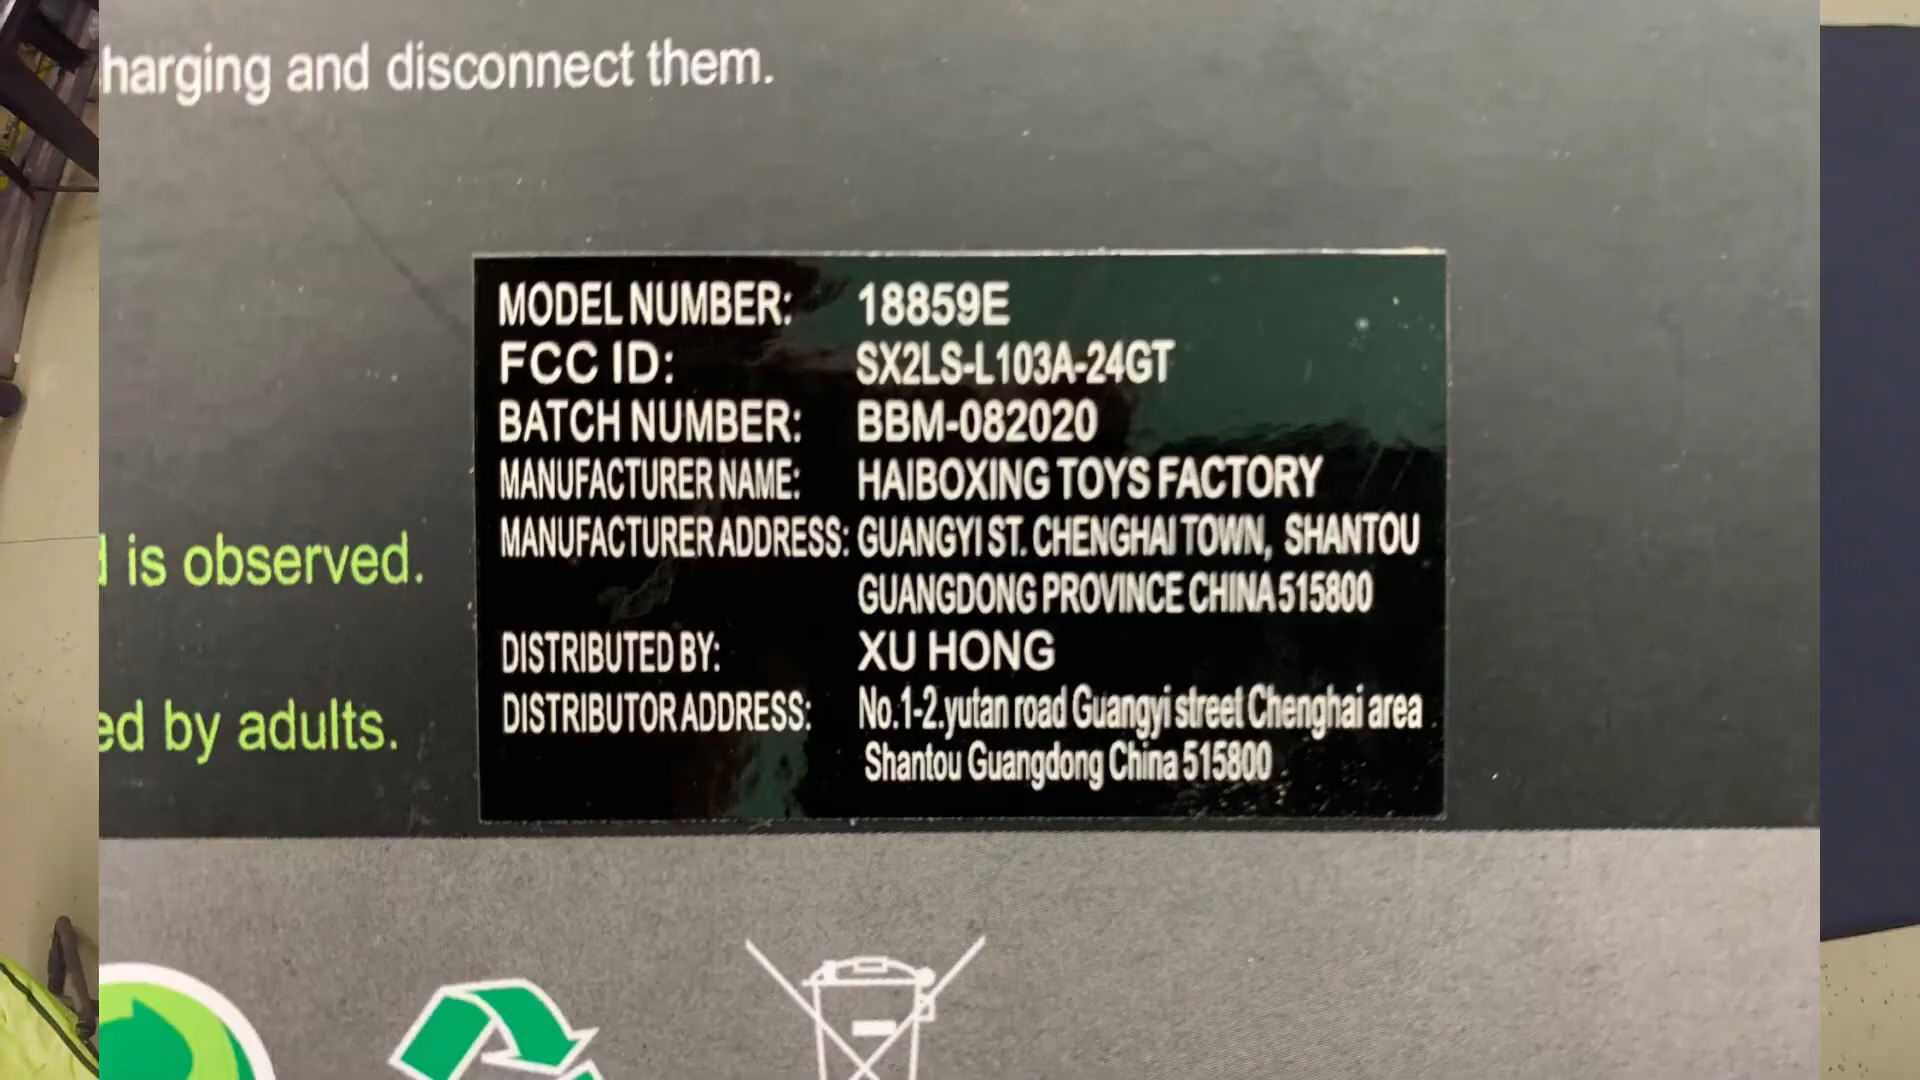 harging and disconnect them.
MODEL NUMBER: 18859E
FCC ID: SX2LS-L103A-24GT
BATCH NUMBER: BBM-082020
MANUFACTURER NAME: HAIBOXING TOYS FACTORY
MANUFACTURER ADDRESS: GUANGYI ST. CHENGHAI TOWN, SHANTOU
GUANGDONG PROVINCE CHINA 515800
DISTRIBUTED BY: XU HONG
DISTRIBUTOR ADDRESS: No.1-2.yutan road Guangyi street Chenghai area
Shantou Guangdong China 515800
d is observed.
ed by adults.